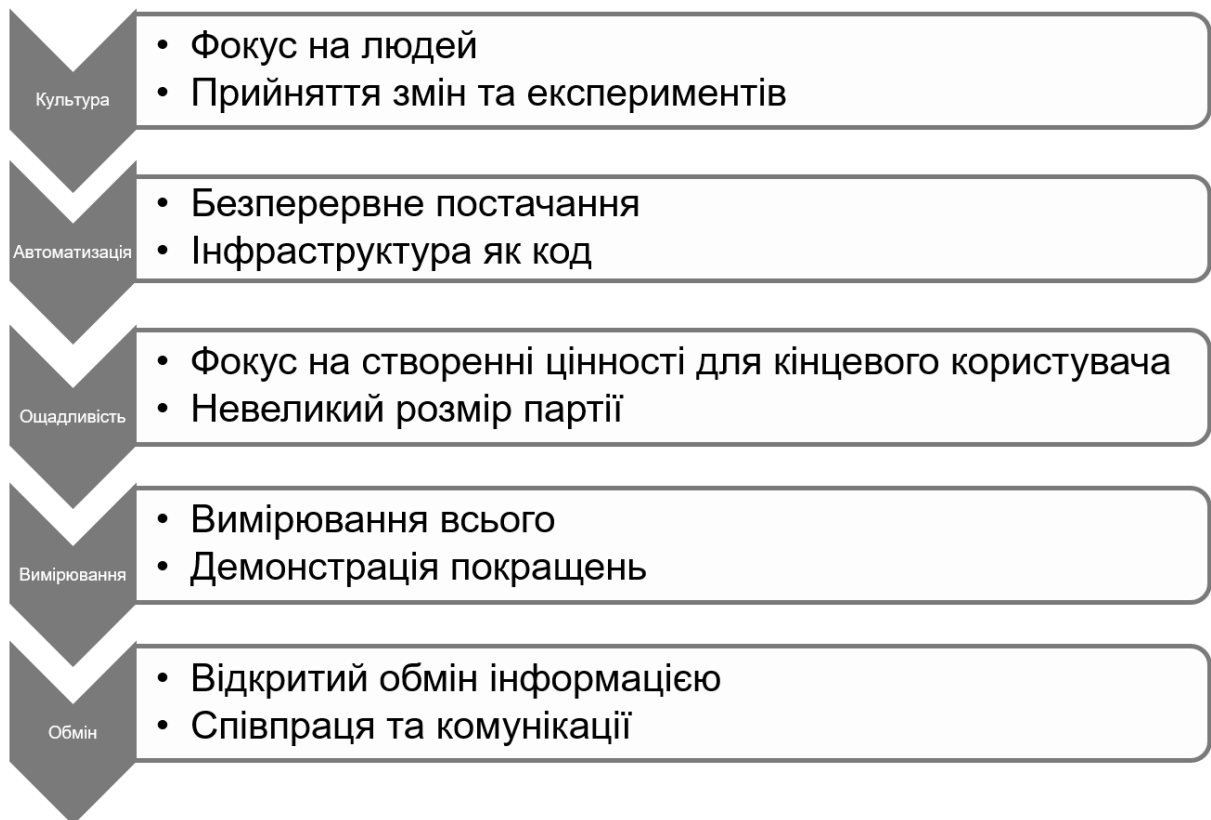 Культура
• Фокус на людей
• Прийняття змін та експериментів
Автоматизація
• Безперервне постачання
• Інфраструктура як код
Ощадливість
• Фокус на створенні цінності для кінцевого користувача
• Невеликий розмір партії
Вимірювання
• Вимірювання всього
• Демонстрація покращень
Обмін
• Відкритий обмін інформацією
• Співпраця та комунікації